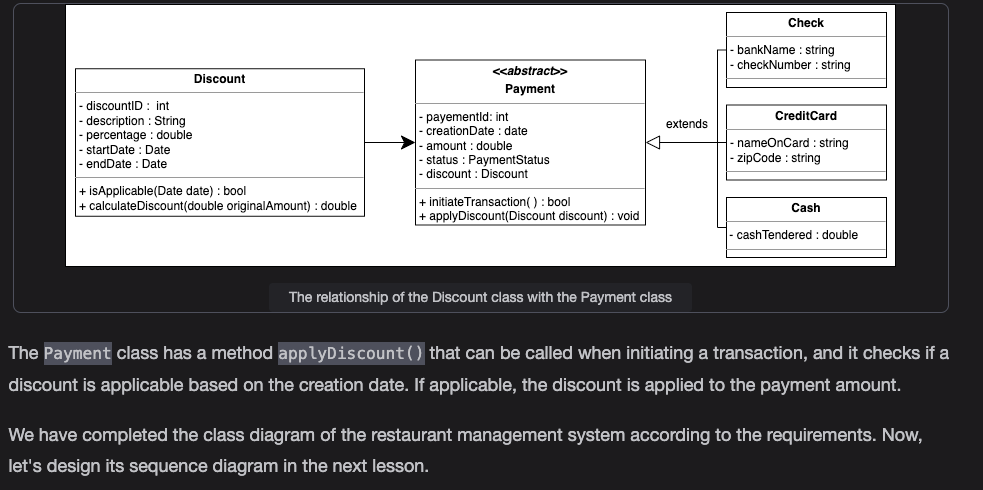 Discount
- discountID : int
- description : String
- percentage : double
- startDate : Date
- endDate : Date
+ isApplicable(Date date) : bool
+ calculateDiscount(double originalAmount) : double
<<abstract>>
Payment
- payementId: int
- creationDate : date
- amount : double
- status : PaymentStatus
- discount : Discount
+ initiateTransaction( ) : bool
+ applyDiscount(Discount discount) : void
extends
Check
- bankName : string
- checkNumber : string
CreditCard
- nameOnCard : string
- zipCode : string
Cash
- cashTendered : double
The relationship of the Discount class with the Payment class
The Payment class has a method applyDiscount() that can be called when initiating a transaction, and it checks if a
discount is applicable based on the creation date. If applicable, the discount is applied to the payment amount.
We have completed the class diagram of the restaurant management system according to the requirements. Now,
let's design its sequence diagram in the next lesson.